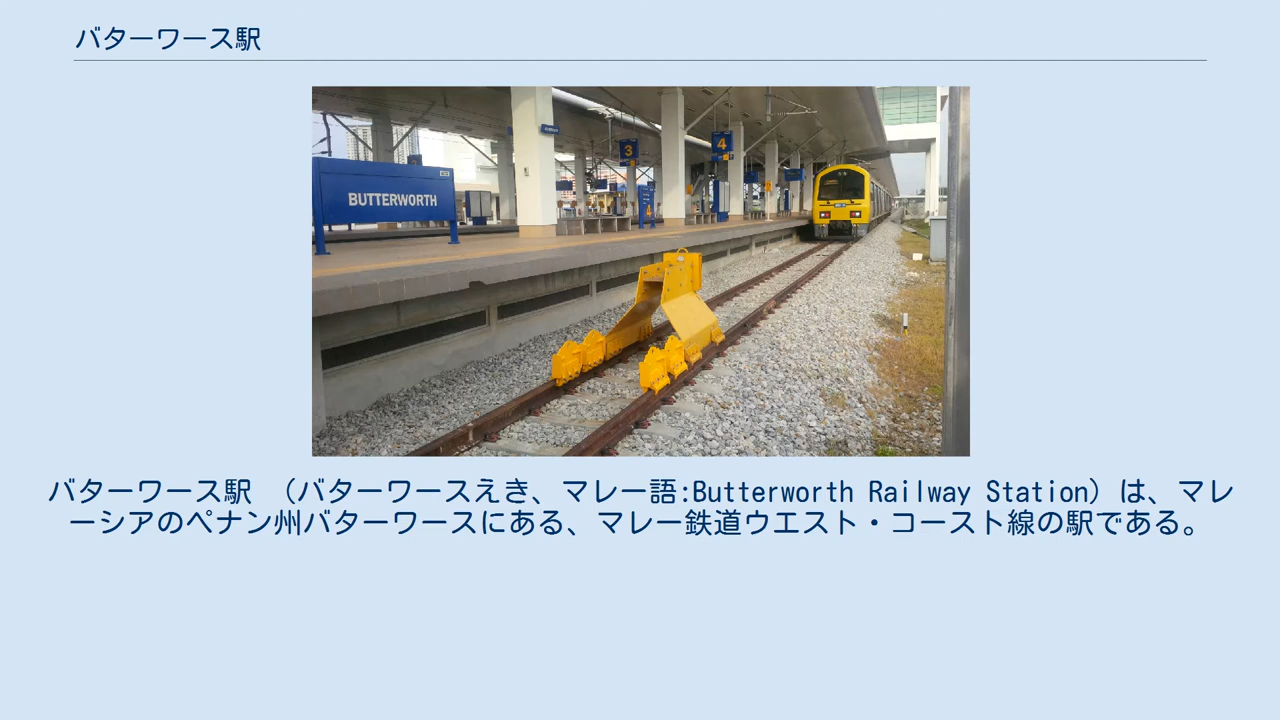 バターワース駅
BUTTERWORTH
3
4
バターワース駅　（バターワースえき、マレー語:Butterworth Railway Station）は、マレ
ーシアのペナン州バターワースにある、マレー鉄道ウエスト・コースト線の駅である。